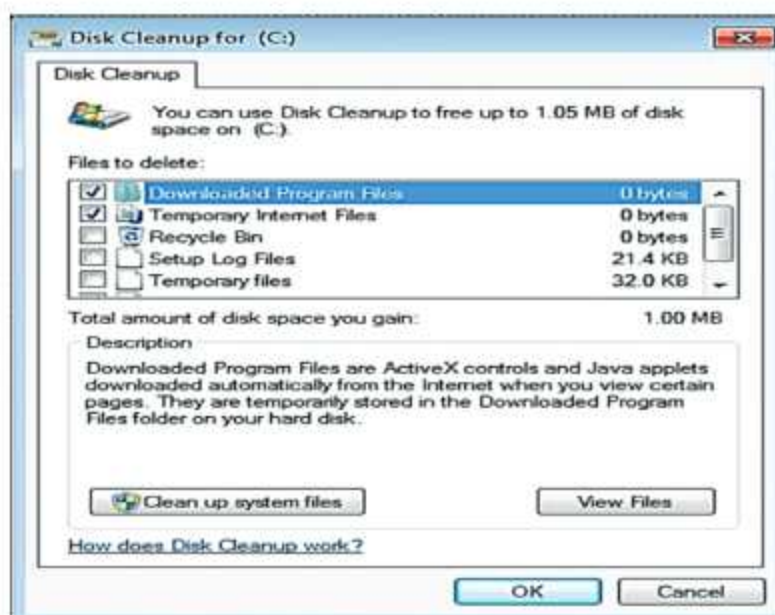 Disk Cleanup for (C:)
Disk Cleanup
You can use Disk Cleanup to free up to 1.05 MB of disk
space on (C:).
Files to delete:
Downloaded Program Files 0 bytes
Temporary Internet Files 0 bytes
Recycle Bin 0 bytes
Setup Log Files 21.4 KB
Temporary files 32.0 KB
Total amount of disk space you gain: 1.00 MB
Description
Downloaded Program Files are ActiveX controls and Java applets
downloaded automatically from the Internet when you view certain
pages. They are temporarily stored in the Downloaded Program
Files folder on your hard disk.
Clean up system files View Files
How does Disk Cleanup work?
OK Cancel